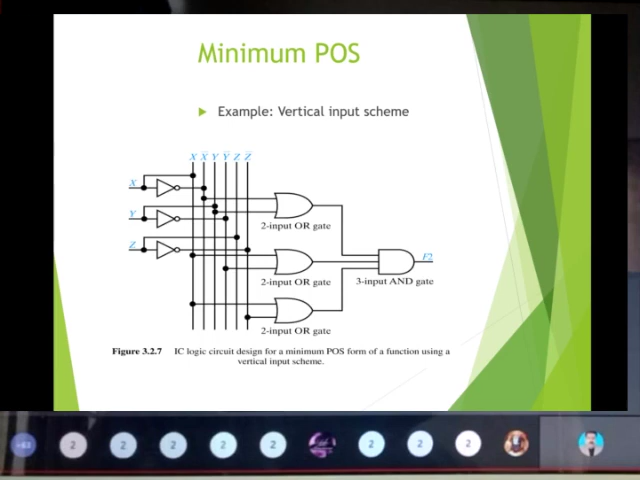 Minimum POS
Example: Vertical input scheme
X X̄ Y Ȳ Z Z̄
X
Y
Z
2-input OR gate
2-input OR gate
2-input OR gate
F2
3-input AND gate
Figure 3.2.7 IC logic circuit design for a minimum POS form of a function using a
vertical input scheme.
2 2 2 2 2 2 2 2